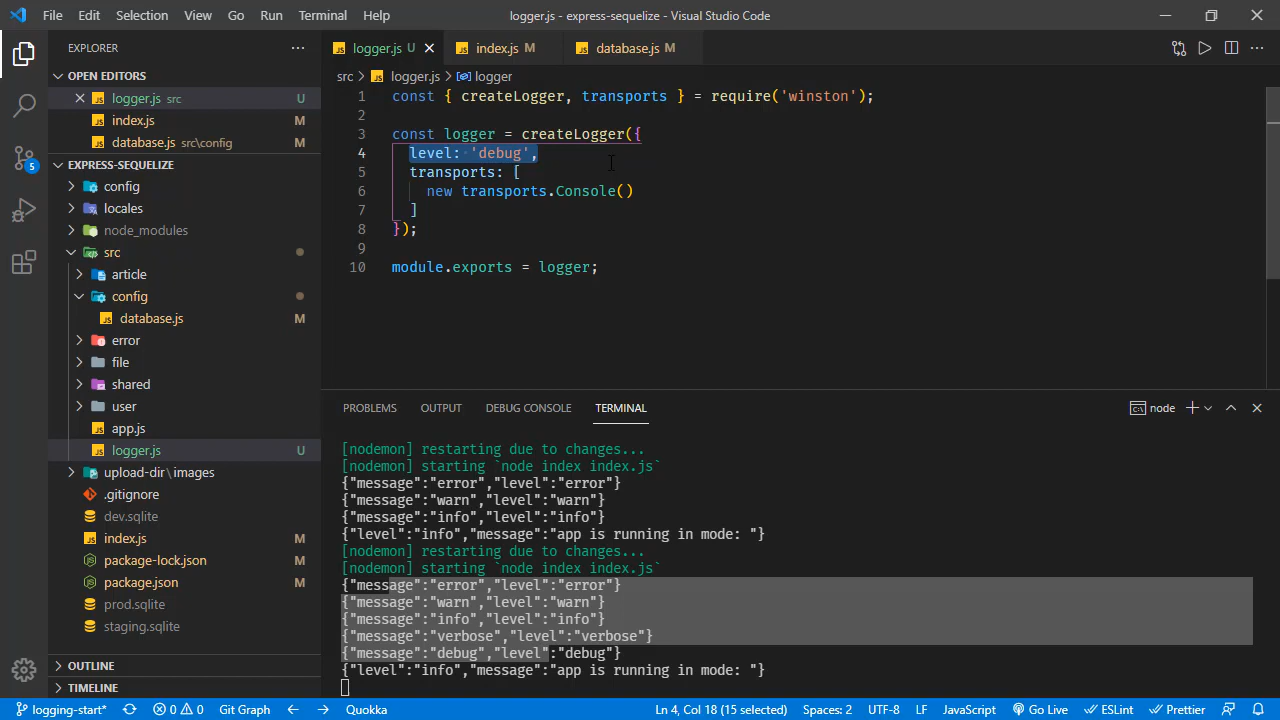 File Edit Selection View Go Run Terminal Help
logger.js - express-sequelize - Visual Studio Code
EXPLORER
OPEN EDITORS
logger.js src U
index.js M
database.js src\config M
EXPRESS-SEQUELIZE
config
locales
node_modules
src
article
config
database.js M
error
file
shared
user
app.js
logger.js U
upload-dir\images
.gitignore
dev.sqlite
index.js M
package-lock.json M
package.json M
prod.sqlite
staging.sqlite
OUTLINE
TIMELINE
5
logger.js U
index.js M
database.js M
src > logger.js > logger
1 const { createLogger, transports } = require('winston');
2
3 const logger = createLogger({
4 level: 'debug',
5 transports: [
6 new transports.Console()
7 ]
8 });
9
10 module.exports = logger;
PROBLEMS OUTPUT DEBUG CONSOLE TERMINAL
node
[nodemon] restarting due to changes...
[nodemon] starting `node index index.js`
{"message":"error","level":"error"}
{"message":"warn","level":"warn"}
{"message":"info","level":"info"}
{"level":"info","message":"app is running in mode: "}
[nodemon] restarting due to changes...
[nodemon] starting `node index index.js`
{"message":"error","level":"error"}
{"message":"warn","level":"warn"}
{"message":"info","level":"info"}
{"message":"verbose","level":"verbose"}
{"message":"debug","level":"debug"}
{"level":"info","message":"app is running in mode: "}
logging-start* 0 0 Git Graph Quokka Ln 4, Col 18 (15 selected) Spaces: 2 UTF-8 LF JavaScript Go Live ESLint Prettier